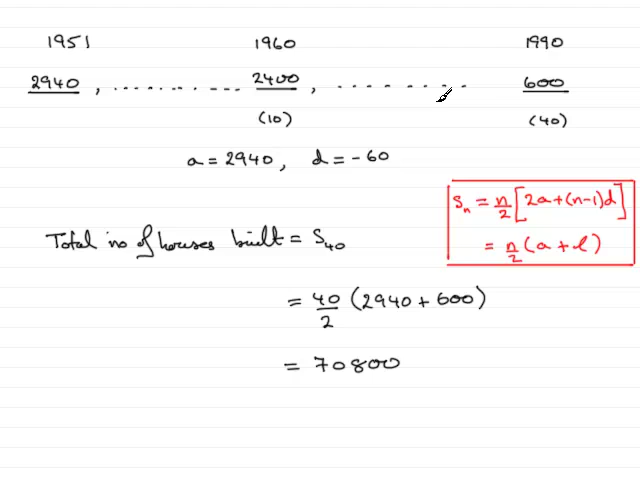 1951 1960 1990
2940 , ............ 2400 , ............ 600
(10) (40)
a = 2940 , d = -60
Sₙ = n/2 [2a + (n-1)d]
= n/2 (a + l)
Total no of houses built = S₄₀
= 40/2 (2940 + 600)
= 70800